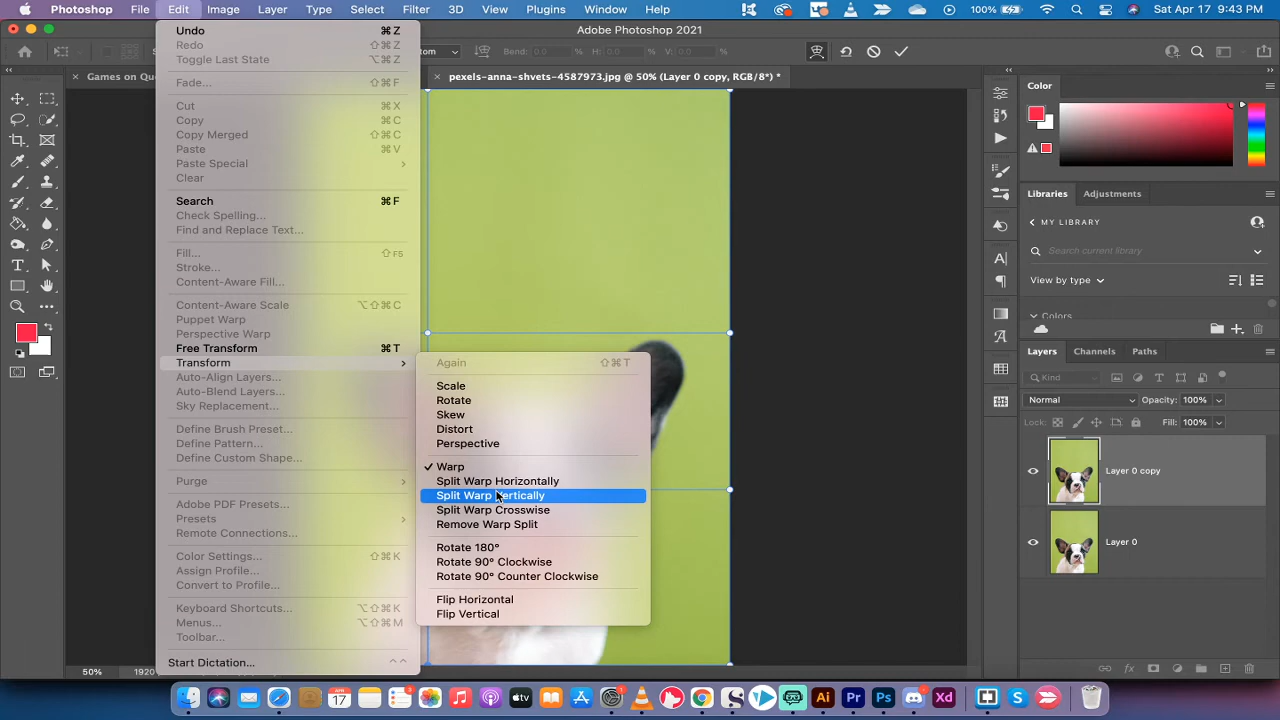 Photoshop File Edit Image Layer Type Select Filter 3D View Plugins Window Help 100% Sat Apr 17 9:43 PM
Adobe Photoshop 2021
Bend: 0.0 % H: 0.0 % V: 0.0 %
Games on Qu
× pexels-anna-shvets-4587973.jpg @ 50% (Layer 0 copy, RGB/8*) *
Undo ⌘Z
Redo ⇧⌘Z
Toggle Last State ⌥⌘Z
Fade... ⇧⌘F
Cut ⌘X
Copy ⌘C
Copy Merged ⇧⌘C
Paste ⌘V
Paste Special >
Clear
Search ⌘F
Check Spelling...
Find and Replace Text...
Fill... ⇧F5
Stroke...
Content-Aware Fill...
Content-Aware Scale ⌥⇧⌘C
Puppet Warp
Perspective Warp
Free Transform ⌘T
Transform >
Auto-Align Layers...
Auto-Blend Layers...
Sky Replacement...
Define Brush Preset...
Define Pattern...
Define Custom Shape...
Purge >
Adobe PDF Presets...
Presets >
Remote Connections...
Color Settings... ⇧⌘K
Assign Profile...
Convert to Profile...
Keyboard Shortcuts... ⌥⇧⌘K
Menus... ⌥⇧⌘M
Toolbar...
Start Dictation... ^ ^
Again ⇧⌘T
Scale
Rotate
Skew
Distort
Perspective
✓ Warp
Split Warp Horizontally
Split Warp Vertically
Split Warp Crosswise
Remove Warp Split
Rotate 180°
Rotate 90° Clockwise
Rotate 90° Counter Clockwise
Flip Horizontal
Flip Vertical
Color
Libraries Adjustments
MY LIBRARY
Search current library
View by type
Colors
Layers Channels Paths
Kind
Normal Opacity: 100%
Lock: Fill: 100%
Layer 0 copy
Layer 0
50% 1920
APR
17
3
1
Ai Pr Ps Xd